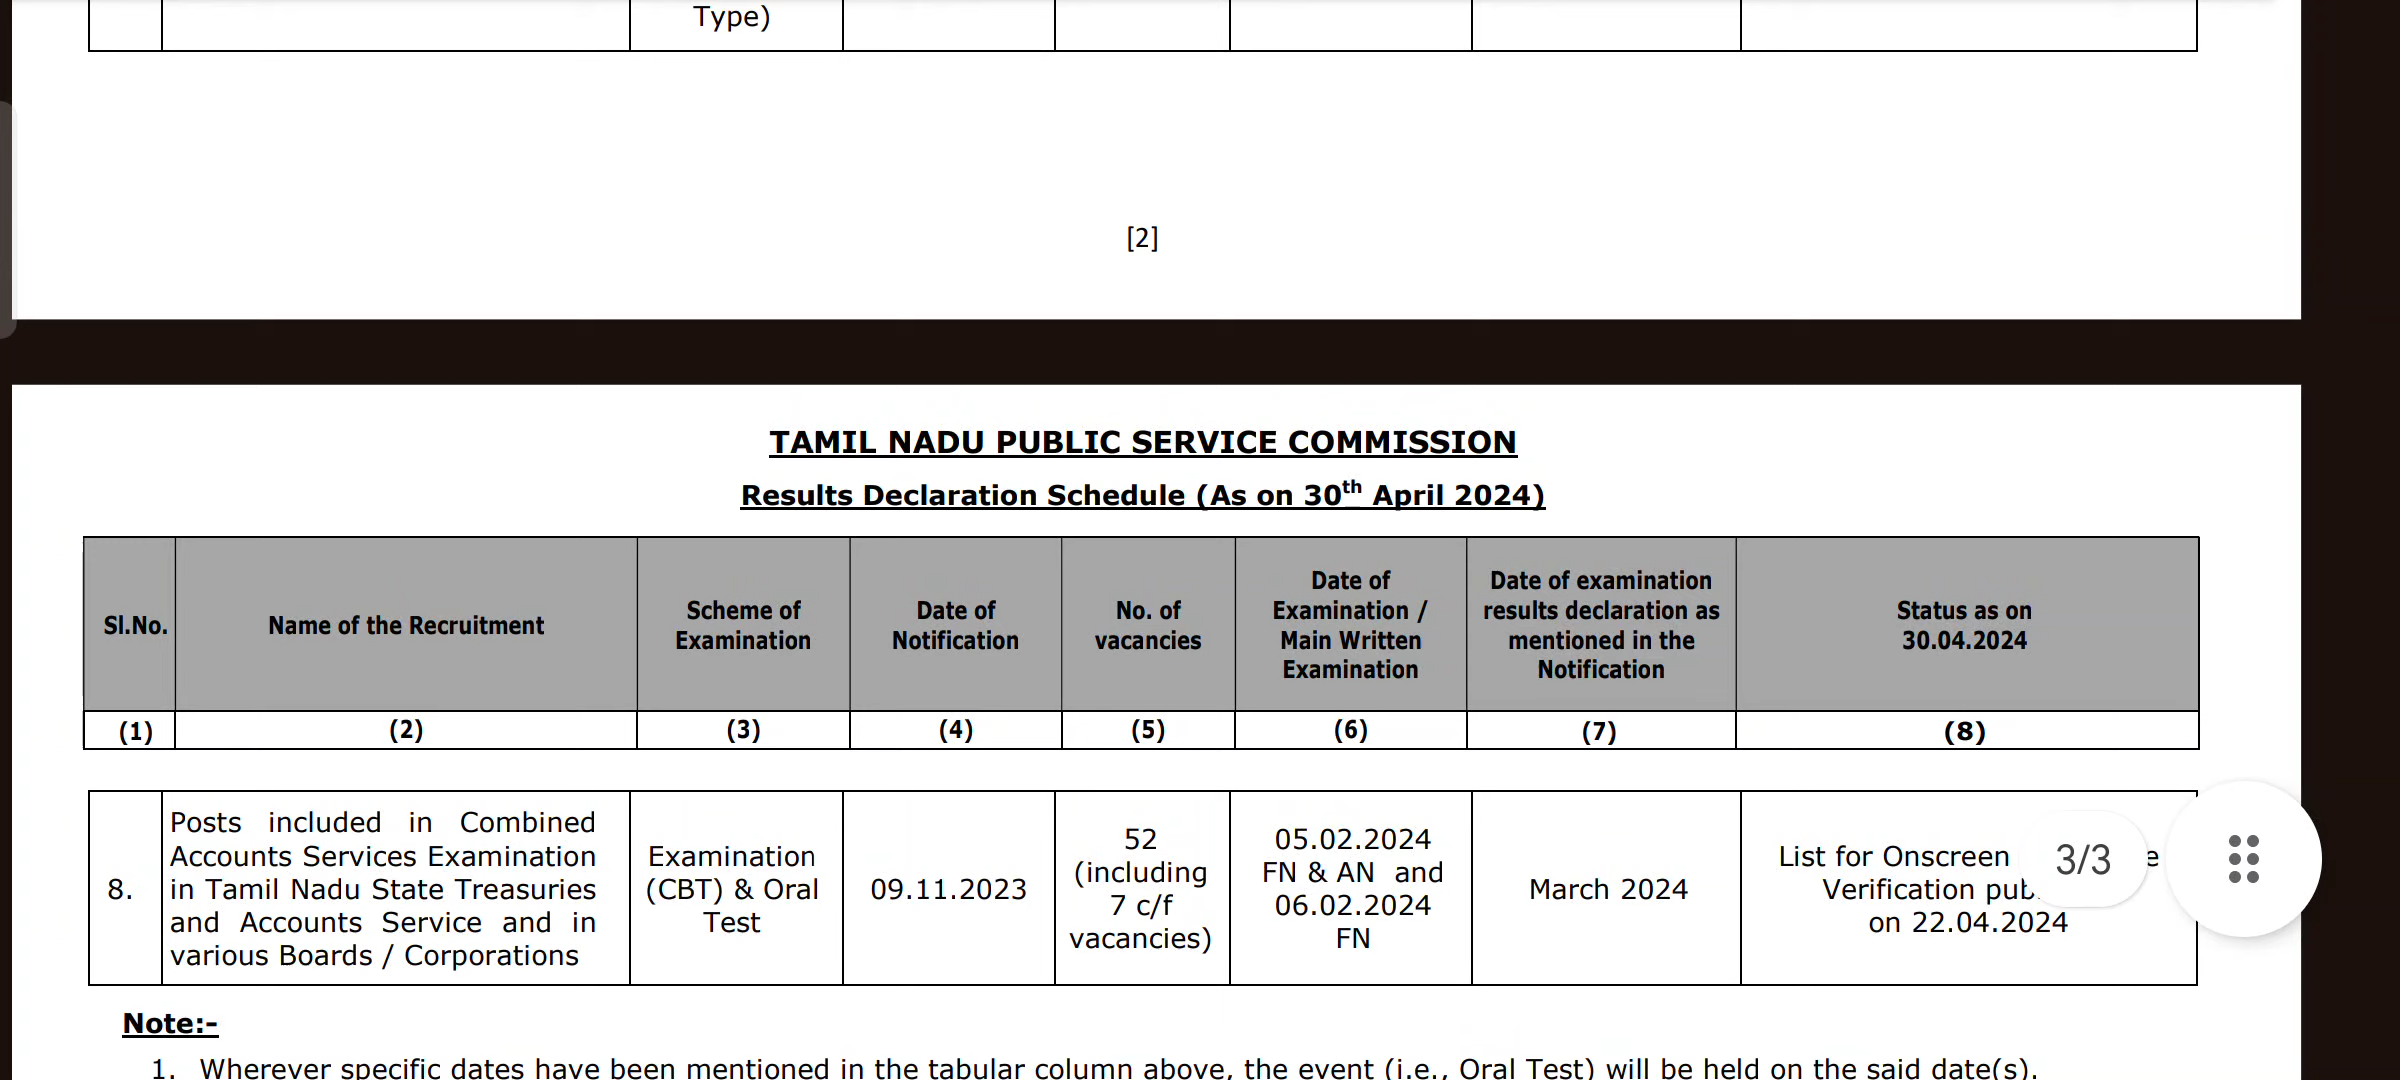 Type)
[2]
TAMIL NADU PUBLIC SERVICE COMMISSION
Results Declaration Schedule (As on 30th April 2024)
Sl.No.
Name of the Recruitment
Scheme of
Examination
Date of
Notification
No. of
vacancies
Date of
Examination /
Main Written
Examination
Date of examination
results declaration as
mentioned in the
Notification
Status as on
30.04.2024
(1)
(2)
(3)
(4)
(5)
(6)
(7)
(8)
8.
Posts included in Combined
Accounts Services Examination
in Tamil Nadu State Treasuries
and Accounts Service and in
various Boards / Corporations
Examination
(CBT) & Oral
Test
09.11.2023
52
(including
7 c/f
vacancies)
05.02.2024
FN & AN and
06.02.2024
FN
March 2024
List for Onscreen
Verification
on 22.04.2024
3/3
Note:-
1. Wherever specific dates have been mentioned in the tabular column above, the event (i.e., Oral Test) will be held on the said date(s).